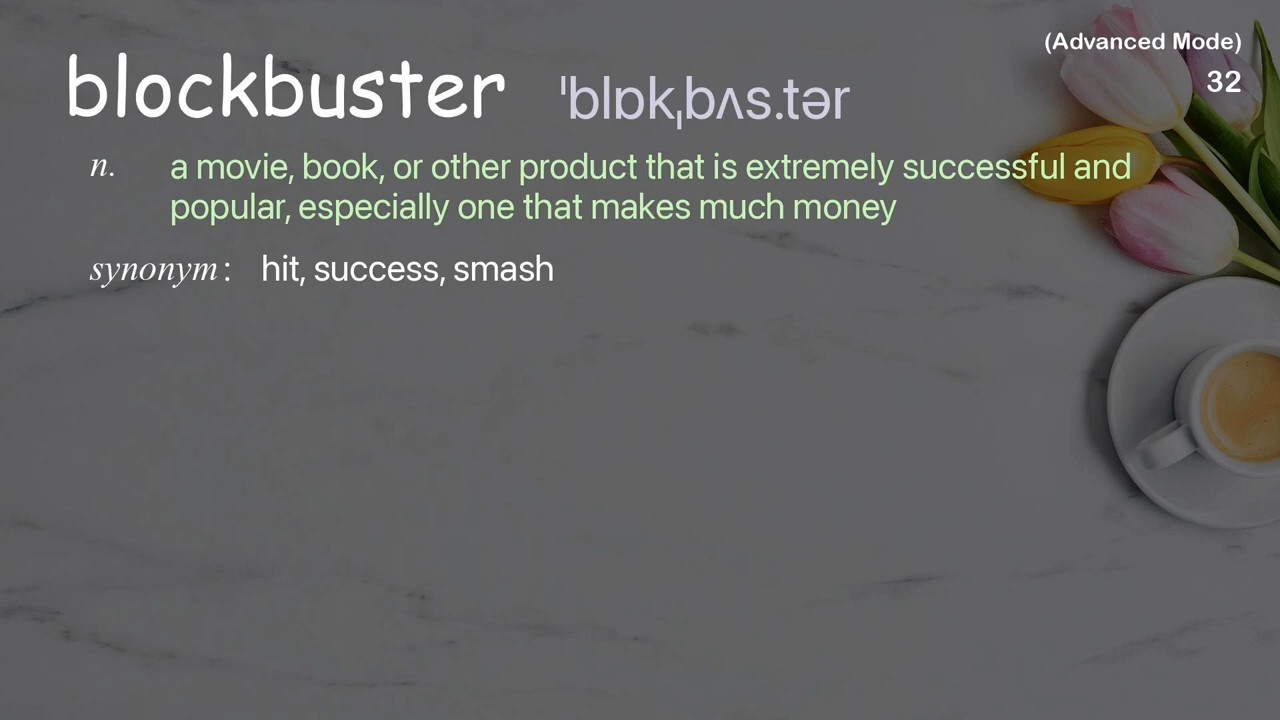 (Advanced Mode)
32
blockbuster ˈblɒkˌbʌs.tər
n. a movie, book, or other product that is extremely successful and
popular, especially one that makes much money
synonym: hit, success, smash